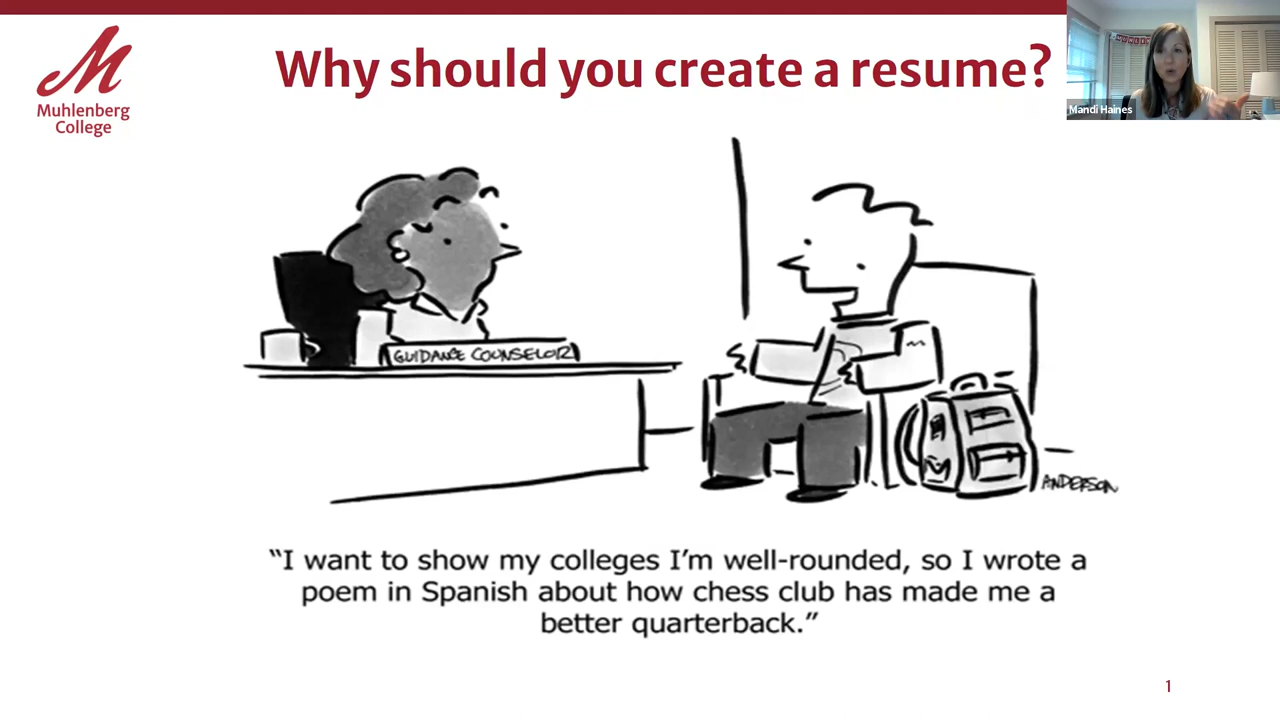 Why should you create a resume?
Muhlenberg
College
Mandi Haines
GUIDANCE COUNSELOR
ANDERSON
“I want to show my colleges I’m well-rounded, so I wrote a
poem in Spanish about how chess club has made me a
better quarterback.”
1